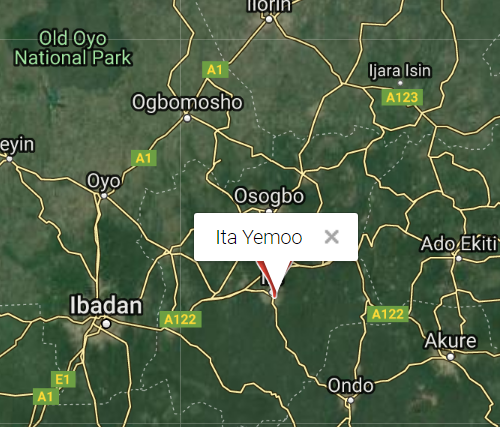 Ilorin
Old Oyo
National Park
A1
Ijara Isin
A123
Ogbomosho
eyin
A1
Oyo
Osogbo
Ita Yemoo
Ado Ekiti
Ibadan
A122
A122
Akure
E1
A1
Ondo